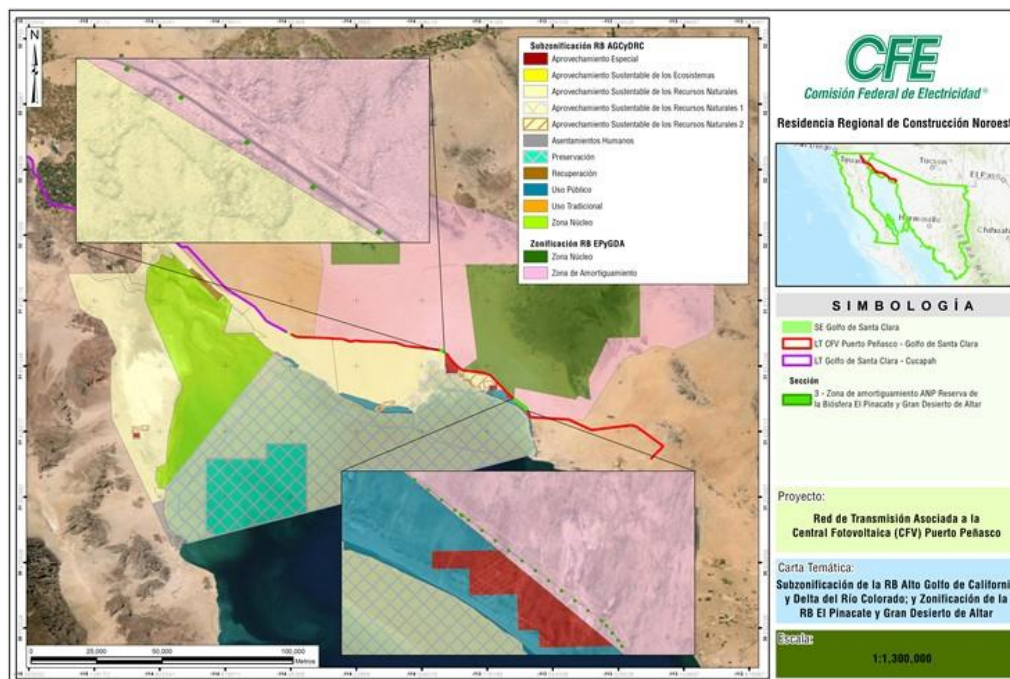 N
Subzonificación RB AGCyDRC
Aprovechamiento Especial
Aprovechamiento Sustentable de los Ecosistemas
Aprovechamiento Sustentable de los Recursos Naturales
Aprovechamiento Sustentable de los Recursos Naturales 1
Aprovechamiento Sustentable de los Recursos Naturales 2
Asentamientos Humanos
Preservación
Recuperación
Uso Público
Uso Tradicional
Zona Núcleo
Zonificación RB EPyGDA
Zona Núcleo
Zona de Amortiguamiento
0 25,000 50,000 100,000
Metros
CFE
Comisión Federal de Electricidad®
Residencia Regional de Construcción Noroest
Tucson
Chihuah
SIMBOLOGÍA
SE Golfo de Santa Clara
LT CFV Puerto Peñasco - Golfo de Santa Clara
LT Golfo de Santa Clara - Cucapah
Sección
3 - Zona de amortiguamiento ANP Reserva de
la Biósfera El Pinacate y Gran Desierto de Altar
Proyecto:
Red de Transmisión Asociada a la
Central Fotovoltaica (CFV) Puerto Peñasco
Carta Temática:
Subzonificación de la RB Alto Golfo de Californi
y Delta del Río Colorado; y Zonificación de la
RB El Pinacate y Gran Desierto de Altar
Escala:
1:1,300,000